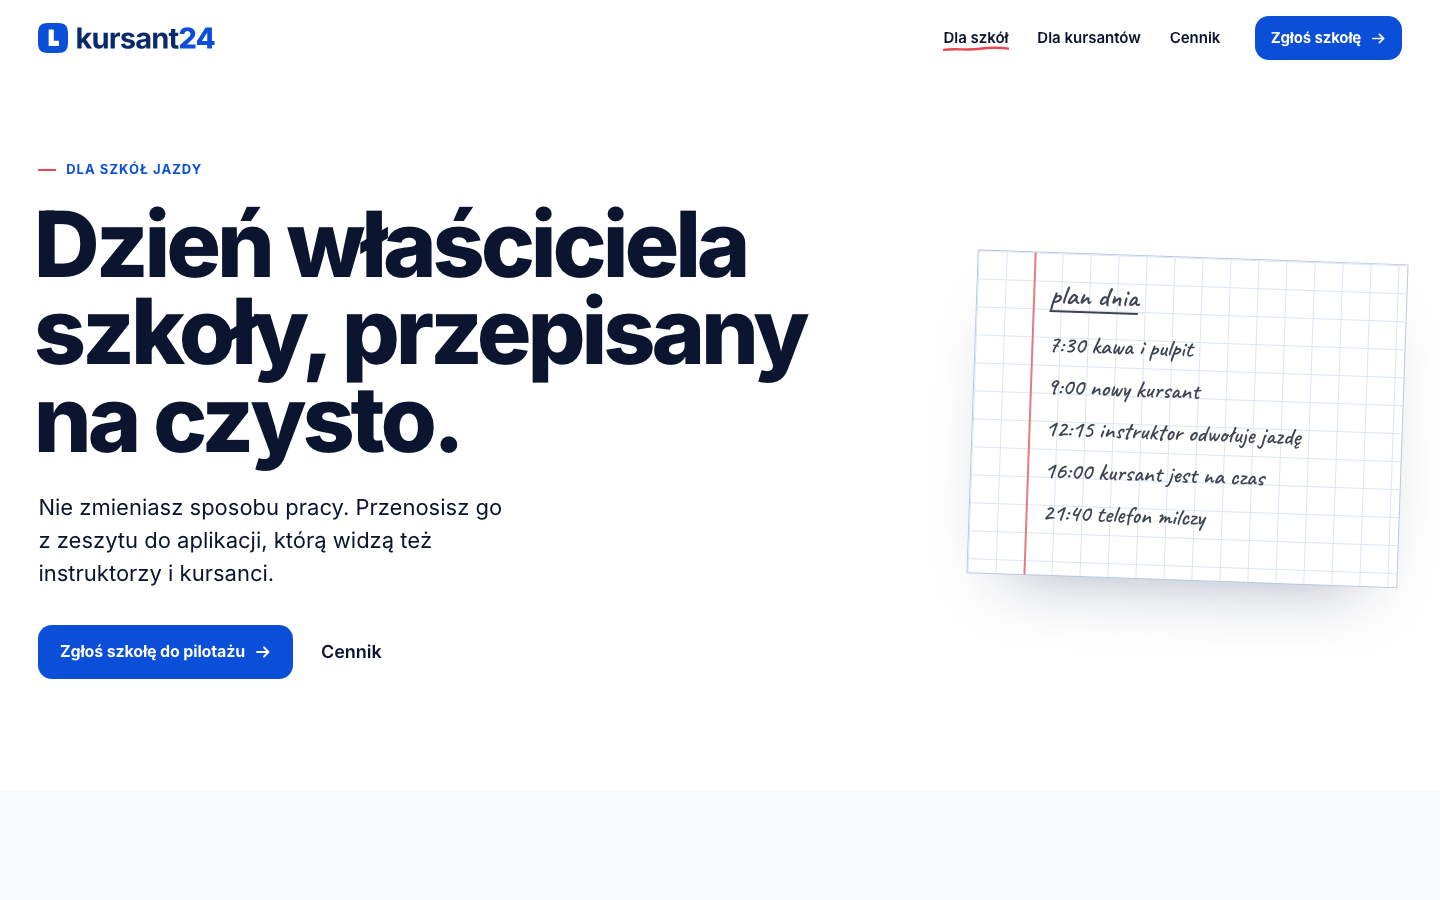 L kursant24
Dla szkół
Dla kursantów
Cennik
Zgłoś szkołę →
DLA SZKÓŁ JAZDY
Dzień właściciela
szkoły, przepisany
na czysto.
Nie zmieniasz sposobu pracy. Przenosisz go
z zeszytu do aplikacji, którą widzą też
instruktorzy i kursanci.
Zgłoś szkołę do pilotażu →
Cennik
plan dnia
7:30 kawa i pulpit
9:00 nowy kursant
12:15 instruktor odwołuje jazdę
16:00 kursant jest na czas
21:40 telefon milczy